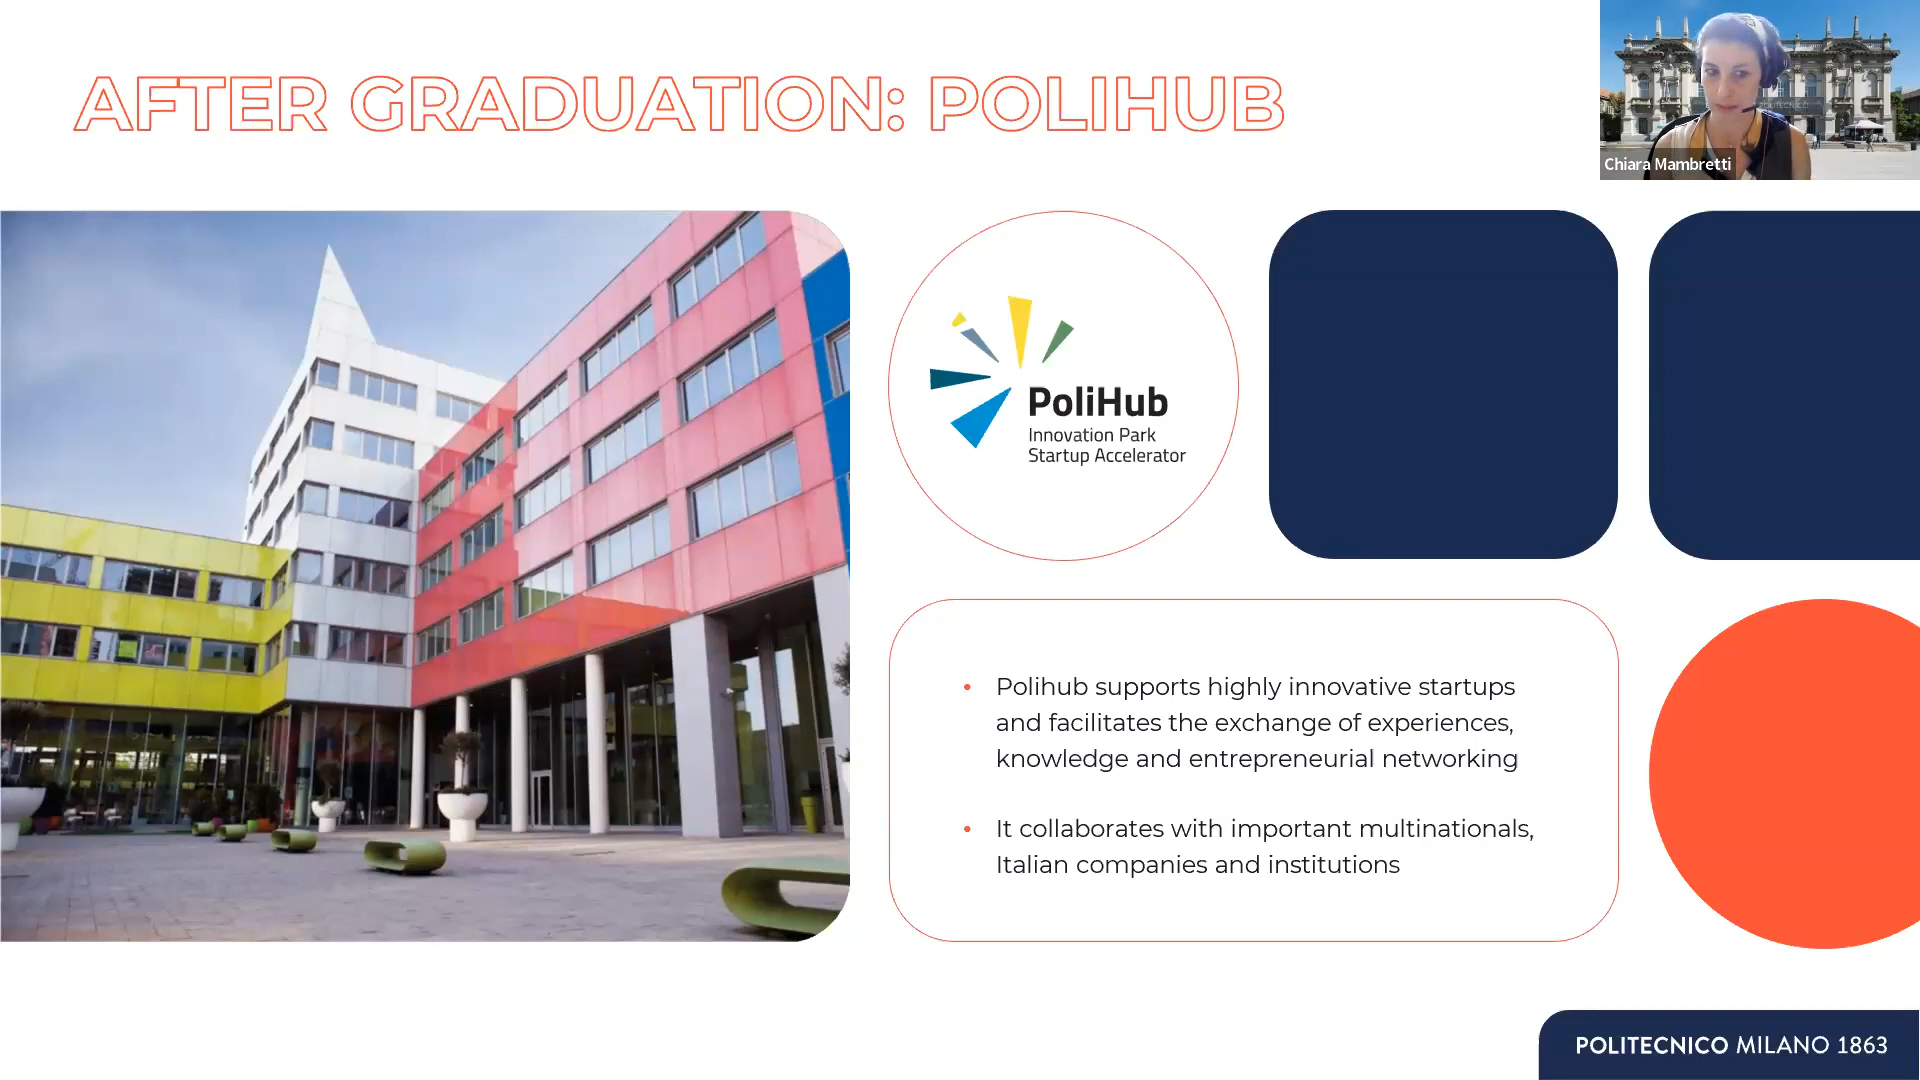 AFTER GRADUATION: POLIHUB
POLITECNICO
Chiara Mambretti
PoliHub
Innovation Park
Startup Accelerator
• Polihub supports highly innovative startups
and facilitates the exchange of experiences,
knowledge and entrepreneurial networking
• It collaborates with important multinationals,
Italian companies and institutions
POLITECNICO MILANO 1863